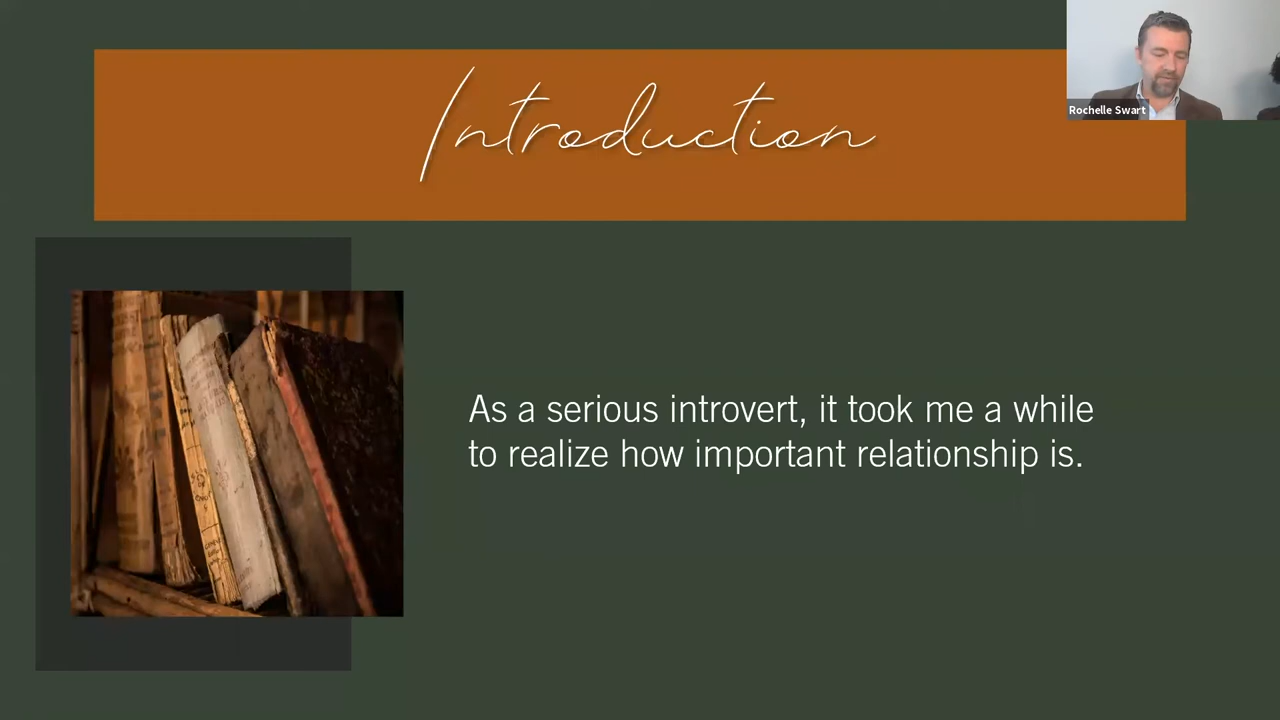 Introduction
Rochelle Swart
As a serious introvert, it took me a while
to realize how important relationship is.